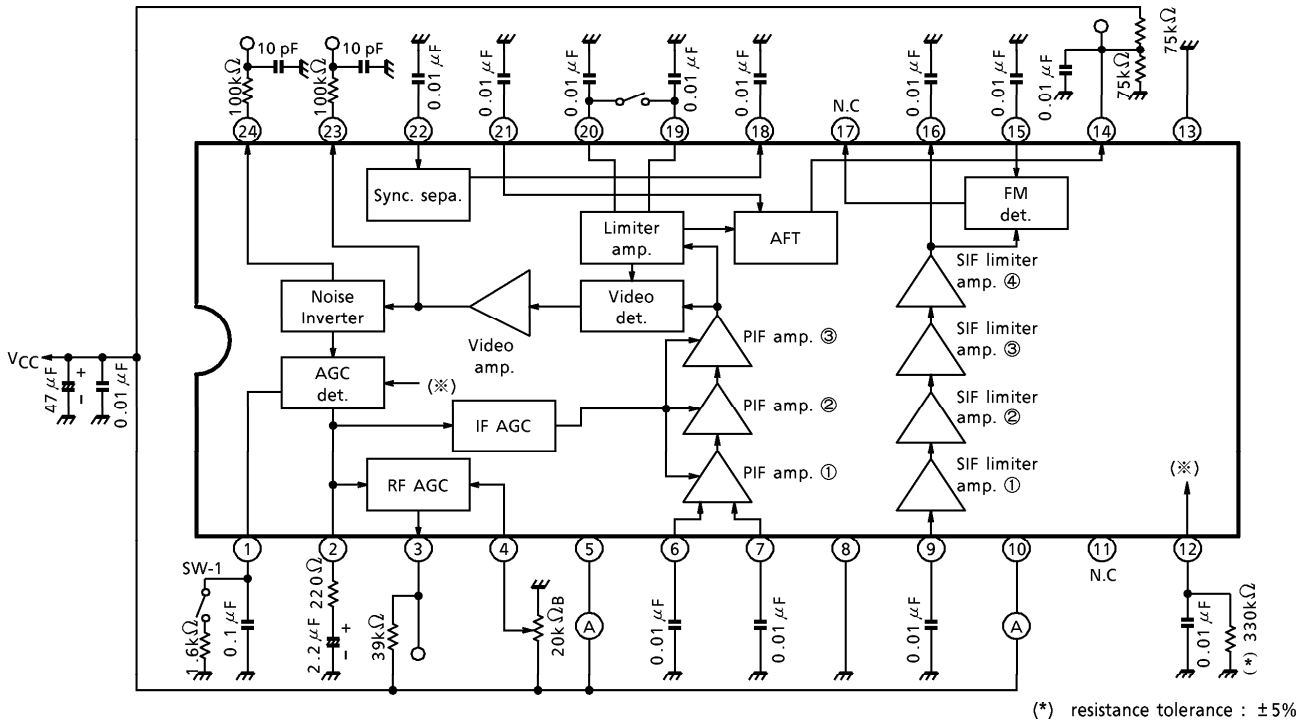 10 pF
10 pF
100kΩ
100kΩ
0.01 μF
0.01 μF
0.01 μF
0.01 μF
0.01 μF
N.C
0.01 μF
0.01 μF
0.01 μF
75kΩ
75kΩ
24
23
22
21
20
19
18
17
16
15
14
13
Sync. sepa.
Limiter
amp.
AFT
FM
det.
Noise
Inverter
Video
amp.
Video
det.
PIF amp. ③
SIF limiter
amp. ④
SIF limiter
amp. ③
VCC
47 μF
+
−
0.01 μF
AGC
det.
(※)
IF AGC
PIF amp. ②
SIF limiter
amp. ②
RF AGC
PIF amp. ①
SIF limiter
amp. ①
(※)
1
2
3
4
5
6
7
8
9
10
11
12
N.C
SW-1
1.6kΩ
0.1 μF
220Ω
2.2 μF
+
−
39kΩ
20kΩB
A
0.01 μF
0.01 μF
0.01 μF
A
0.01 μF
(*) 330kΩ
(*) resistance tolerance : ±5%